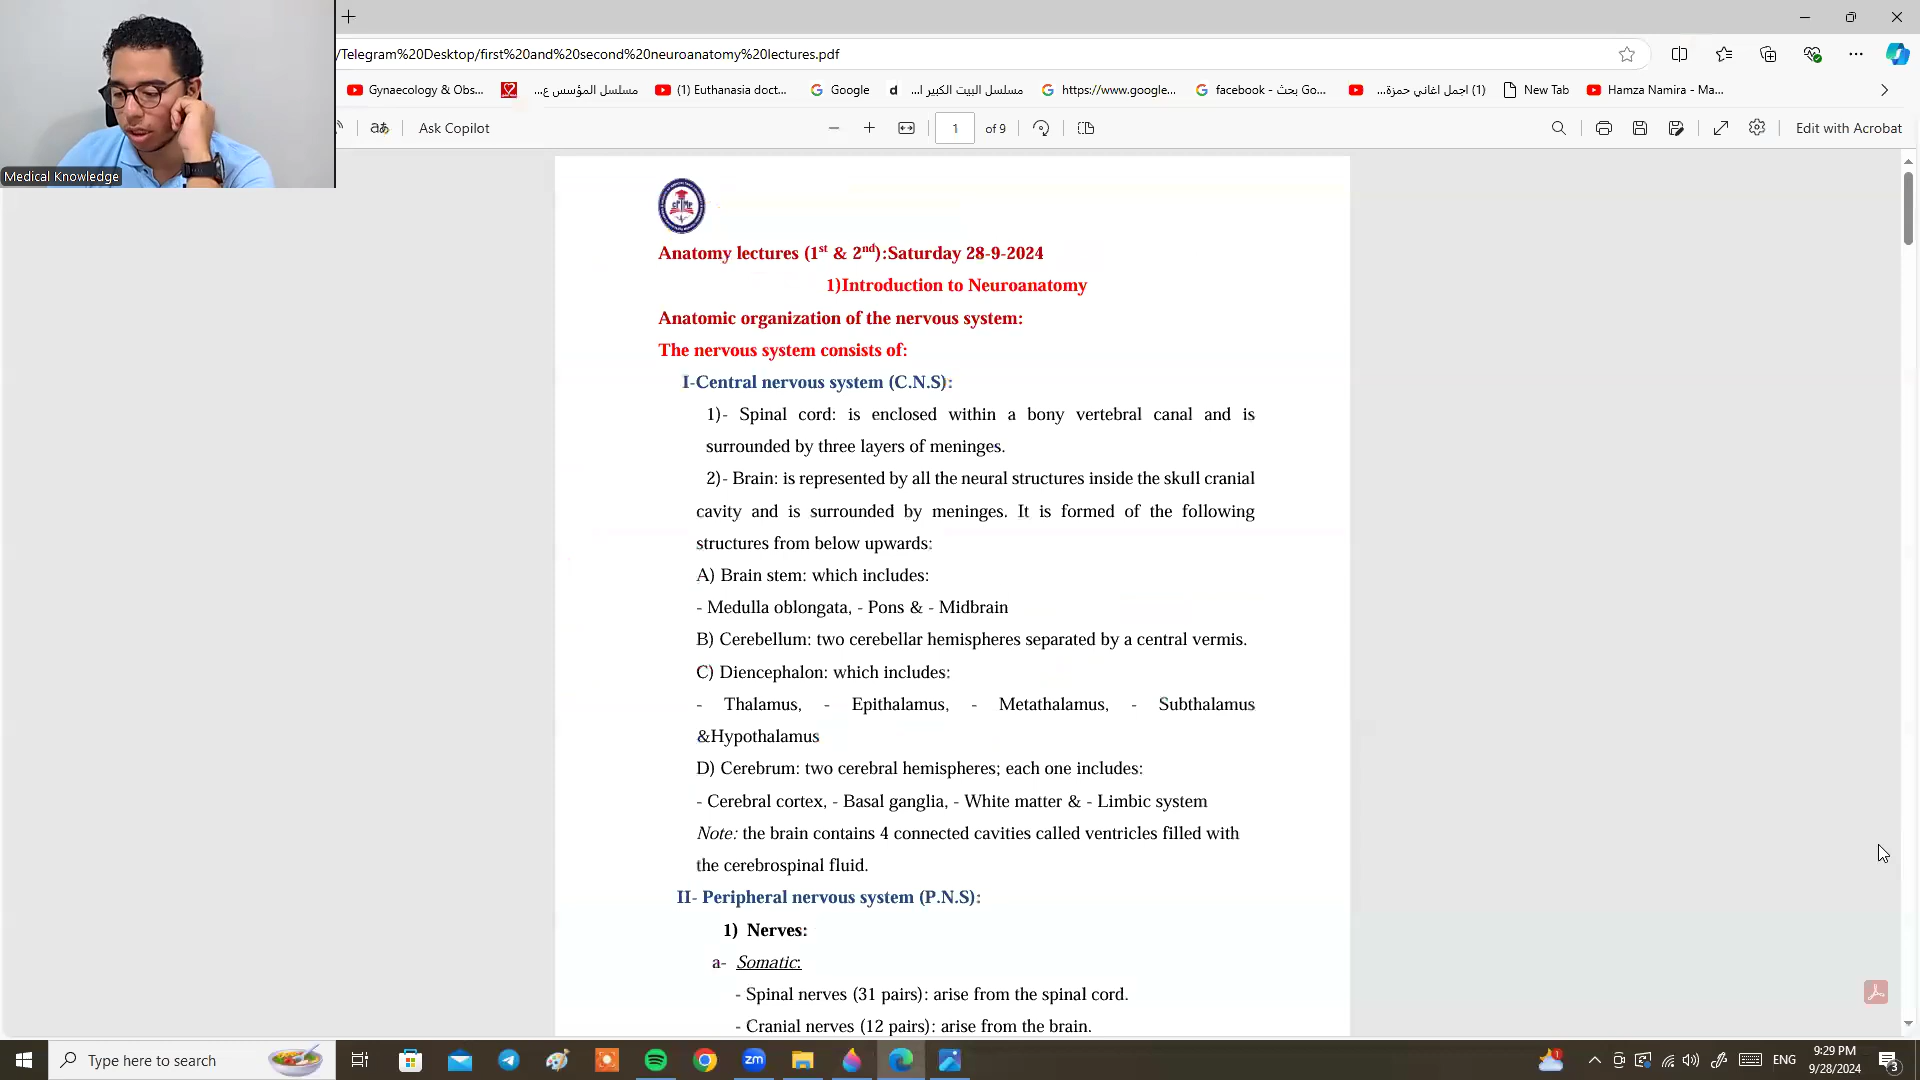 /Telegram%20Desktop/first%20and%20second%20neuroanatomy%20lectures.pdf
Gynaecology & Obs...
مسلسل المؤسس ع...
(1) Euthanasia doct...
Google
d
مسلسل البيت الكبير ا...
https://www.google...
facebook - بحث Go...
(1) اجمل اغاني حمزة...
New Tab
Hamza Namira - Ma...
Ask Copilot
1
of 9
Edit with Acrobat
Medical Knowledge
Anatomy lectures (1st & 2nd):Saturday 28-9-2024
1)Introduction to Neuroanatomy
Anatomic organization of the nervous system:
The nervous system consists of:
I-Central nervous system (C.N.S):
1)- Spinal cord: is enclosed within a bony vertebral canal and is
surrounded by three layers of meninges.
2)- Brain: is represented by all the neural structures inside the skull cranial
cavity and is surrounded by meninges. It is formed of the following
structures from below upwards:
A) Brain stem: which includes:
- Medulla oblongata, - Pons & - Midbrain
B) Cerebellum: two cerebellar hemispheres separated by a central vermis.
C) Diencephalon: which includes:
- Thalamus, - Epithalamus, - Metathalamus, - Subthalamus
&Hypothalamus
D) Cerebrum: two cerebral hemispheres; each one includes:
- Cerebral cortex, - Basal ganglia, - White matter & - Limbic system
Note: the brain contains 4 connected cavities called ventricles filled with
the cerebrospinal fluid.
II- Peripheral nervous system (P.N.S):
1) Nerves:
a- Somatic:
- Spinal nerves (31 pairs): arise from the spinal cord.
- Cranial nerves (12 pairs): arise from the brain.
Type here to search
zm
1
ENG
9:29 PM
9/28/2024
3